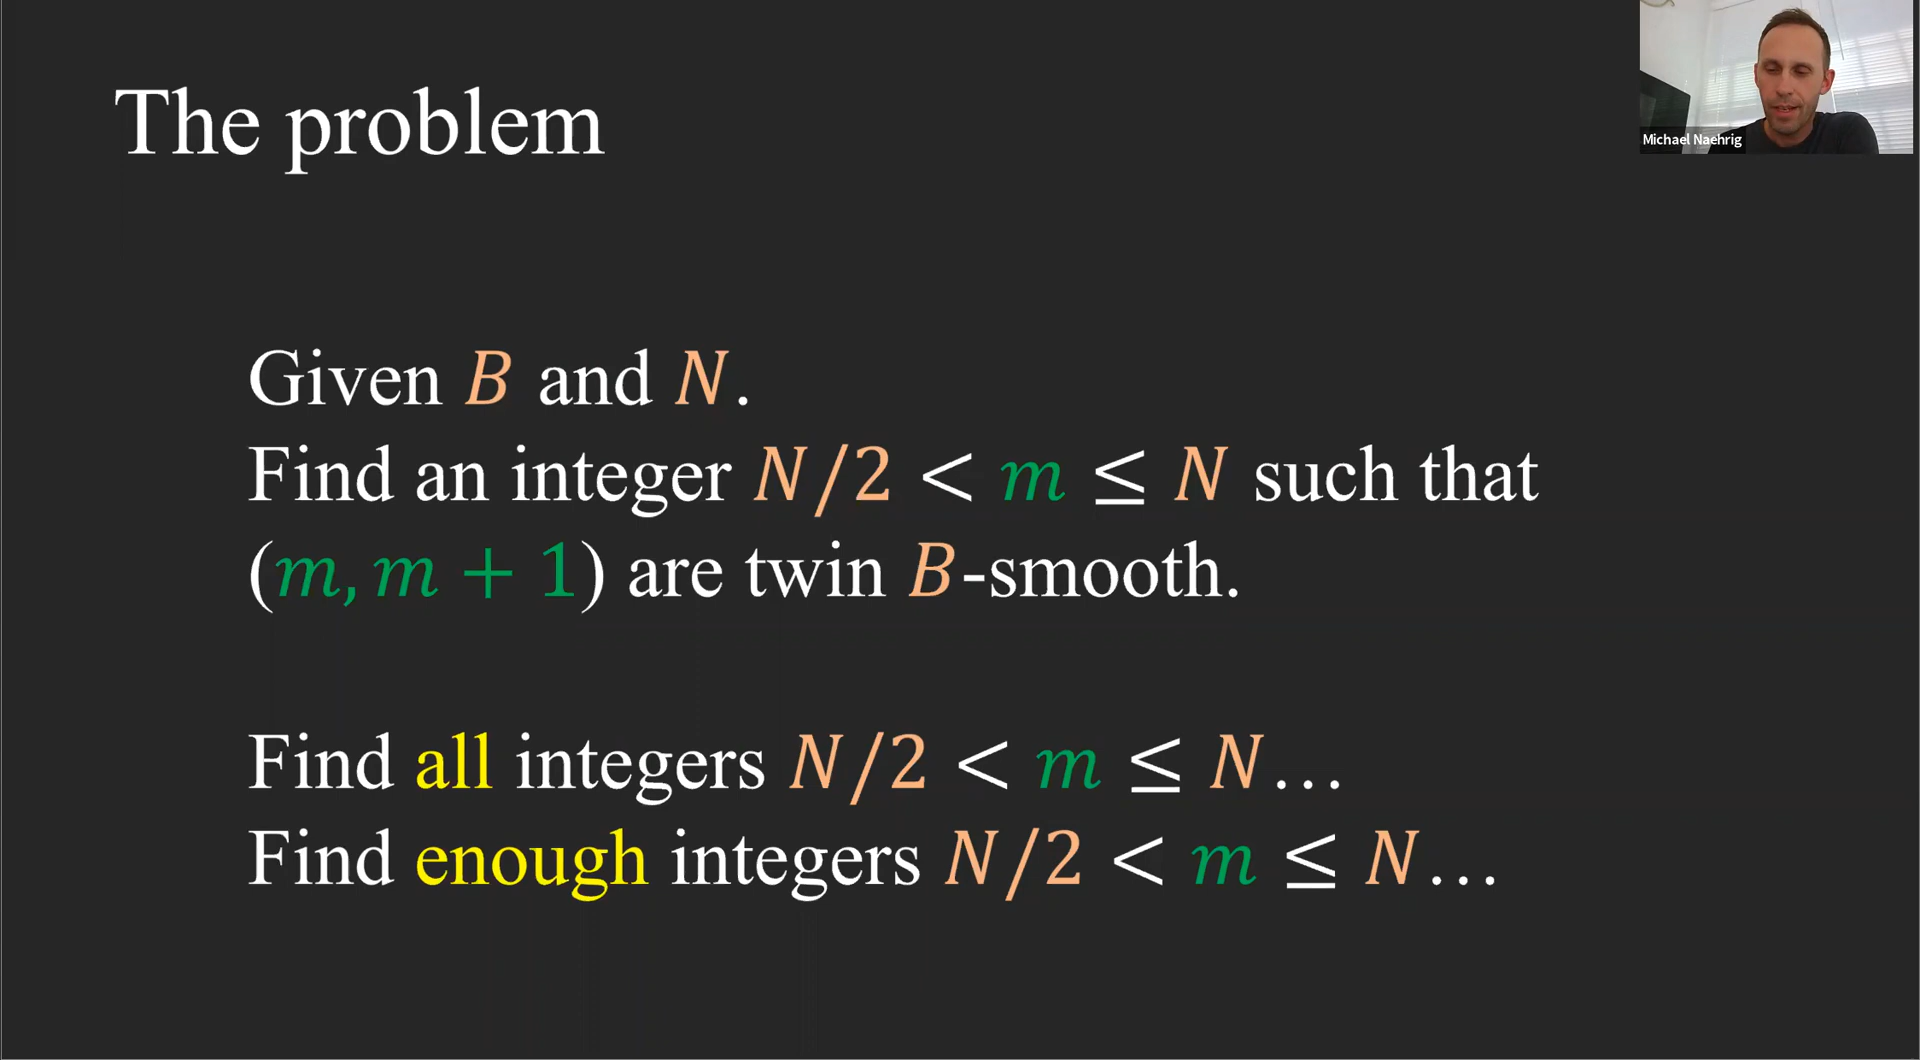 The problem
Michael Naehrig
Given B and N.
Find an integer N/2 < m ≤ N such that
(m, m + 1) are twin B-smooth.
Find all integers N/2 < m ≤ N…
Find enough integers N/2 < m ≤ N…